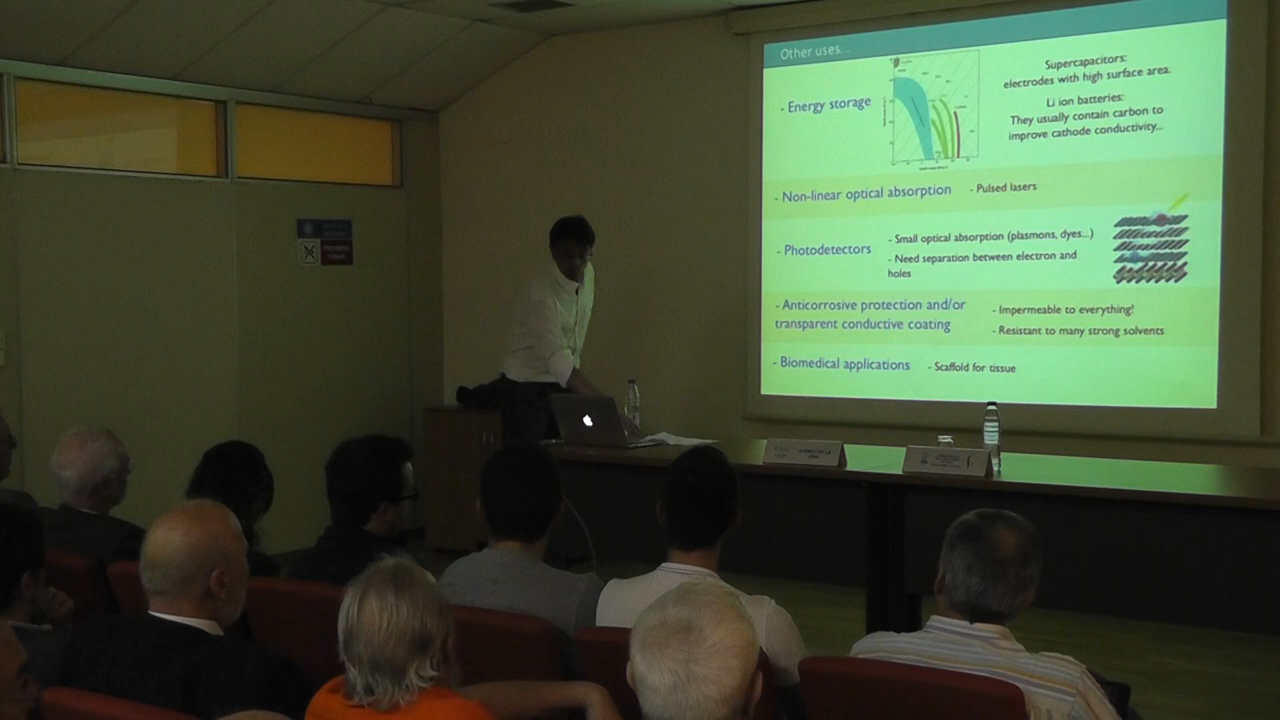 Other uses...
- Energy storage
Supercapacitors:
electrodes with high surface area.
Li ion batteries:
They usually contain carbon to
improve cathode conductivity...
- Non-linear optical absorption
- Pulsed lasers
- Photodetectors
- Small optical absorption (plasmons, dyes...)
- Need separation between electron and
holes
- Anticorrosive protection and/or
transparent conductive coating
- Impermeable to everything!
- Resistant to many strong solvents
- Biomedical applications
- Scaffold for tissue